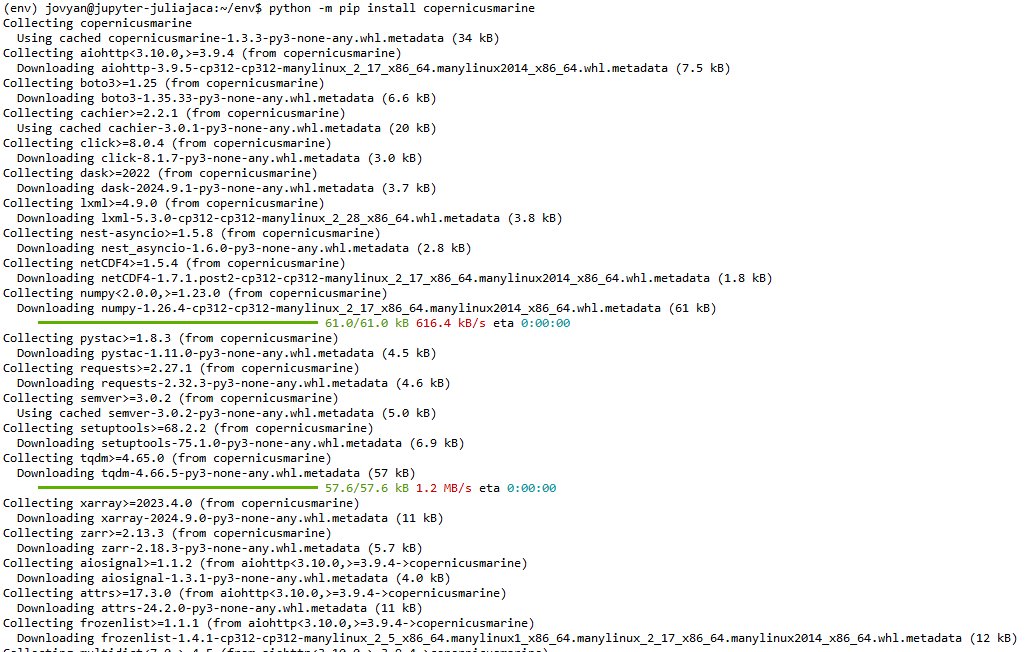 (env) jovyan@jupyter-juliajaca:~/env$ python -m pip install copernicusmarine
Collecting copernicusmarine
  Using cached copernicusmarine-1.3.3-py3-none-any.whl.metadata (34 kB)
Collecting aiohttp<3.10.0,>=3.9.4 (from copernicusmarine)
  Downloading aiohttp-3.9.5-cp312-cp312-manylinux_2_17_x86_64.manylinux2014_x86_64.whl.metadata (7.5 kB)
Collecting boto3>=1.25 (from copernicusmarine)
  Downloading boto3-1.35.33-py3-none-any.whl.metadata (6.6 kB)
Collecting cachier>=2.2.1 (from copernicusmarine)
  Using cached cachier-3.0.1-py3-none-any.whl.metadata (20 kB)
Collecting click>=8.0.4 (from copernicusmarine)
  Downloading click-8.1.7-py3-none-any.whl.metadata (3.0 kB)
Collecting dask>=2022 (from copernicusmarine)
  Downloading dask-2024.9.1-py3-none-any.whl.metadata (3.7 kB)
Collecting lxml>=4.9.0 (from copernicusmarine)
  Downloading lxml-5.3.0-cp312-cp312-manylinux_2_28_x86_64.whl.metadata (3.8 kB)
Collecting nest-asyncio>=1.5.8 (from copernicusmarine)
  Downloading nest_asyncio-1.6.0-py3-none-any.whl.metadata (2.8 kB)
Collecting netCDF4>=1.5.4 (from copernicusmarine)
  Downloading netCDF4-1.7.1.post2-cp312-cp312-manylinux_2_17_x86_64.manylinux2014_x86_64.whl.metadata (1.8 kB)
Collecting numpy<2.0.0,>=1.23.0 (from copernicusmarine)
  Downloading numpy-1.26.4-cp312-cp312-manylinux_2_17_x86_64.manylinux2014_x86_64.whl.metadata (61 kB)
61.0/61.0 kB 616.4 kB/s eta 0:00:00
Collecting pystac>=1.8.3 (from copernicusmarine)
  Downloading pystac-1.11.0-py3-none-any.whl.metadata (4.5 kB)
Collecting requests>=2.27.1 (from copernicusmarine)
  Downloading requests-2.32.3-py3-none-any.whl.metadata (4.6 kB)
Collecting semver>=3.0.2 (from copernicusmarine)
  Using cached semver-3.0.2-py3-none-any.whl.metadata (5.0 kB)
Collecting setuptools>=68.2.2 (from copernicusmarine)
  Downloading setuptools-75.1.0-py3-none-any.whl.metadata (6.9 kB)
Collecting tqdm>=4.65.0 (from copernicusmarine)
  Downloading tqdm-4.66.5-py3-none-any.whl.metadata (57 kB)
57.6/57.6 kB 1.2 MB/s eta 0:00:00
Collecting xarray>=2023.4.0 (from copernicusmarine)
  Downloading xarray-2024.9.0-py3-none-any.whl.metadata (11 kB)
Collecting zarr>=2.13.3 (from copernicusmarine)
  Downloading zarr-2.18.3-py3-none-any.whl.metadata (5.7 kB)
Collecting aiosignal>=1.1.2 (from aiohttp<3.10.0,>=3.9.4->copernicusmarine)
  Downloading aiosignal-1.3.1-py3-none-any.whl.metadata (4.0 kB)
Collecting attrs>=17.3.0 (from aiohttp<3.10.0,>=3.9.4->copernicusmarine)
  Downloading attrs-24.2.0-py3-none-any.whl.metadata (11 kB)
Collecting frozenlist>=1.1.1 (from aiohttp<3.10.0,>=3.9.4->copernicusmarine)
  Downloading frozenlist-1.4.1-cp312-cp312-manylinux_2_5_x86_64.manylinux1_x86_64.manylinux_2_17_x86_64.manylinux2014_x86_64.whl.metadata (12 kB)